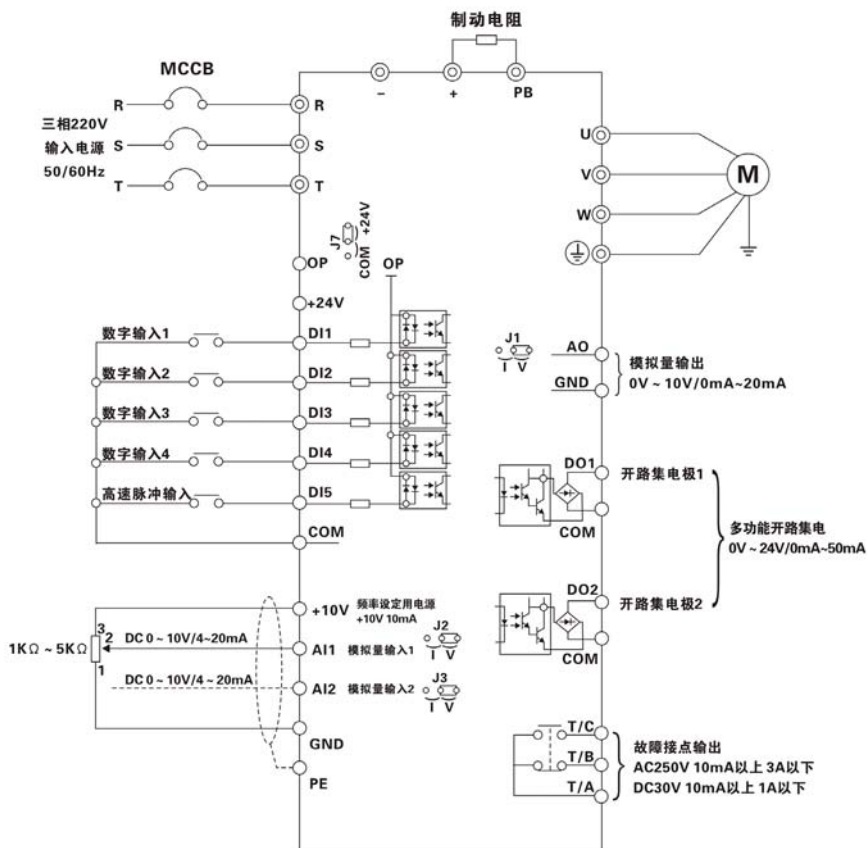 制动电阻
MCCB
－
+
PB
R
R
三相220V
输入电源
50/60Hz
S
S
T
T
U
V
W
M
J7
COM
+24V
OP
OP
+24V
数字输入1
DI1
数字输入2
DI2
数字输入3
DI3
数字输入4
DI4
高速脉冲输入
DI5
COM
J1
I V
AO
GND
模拟量输出
0V ~ 10V/0mA~20mA
DO1
开路集电极1
COM
多功能开路集电
0V ~ 24V/0mA~50mA
DO2
开路集电极2
COM
+10V
频率设定用电源
+10V 10mA
1KΩ ~ 5KΩ
3
2
1
DC 0 ~ 10V/4~20mA
AI1
模拟量输入1
J2
I V
DC 0 ~ 10V/4 ~ 20mA
AI2
模拟量输入2
J3
I V
GND
PE
T/C
T/B
T/A
故障接点输出
AC250V 10mA以上 3A以下
DC30V 10mA以上 1A以下